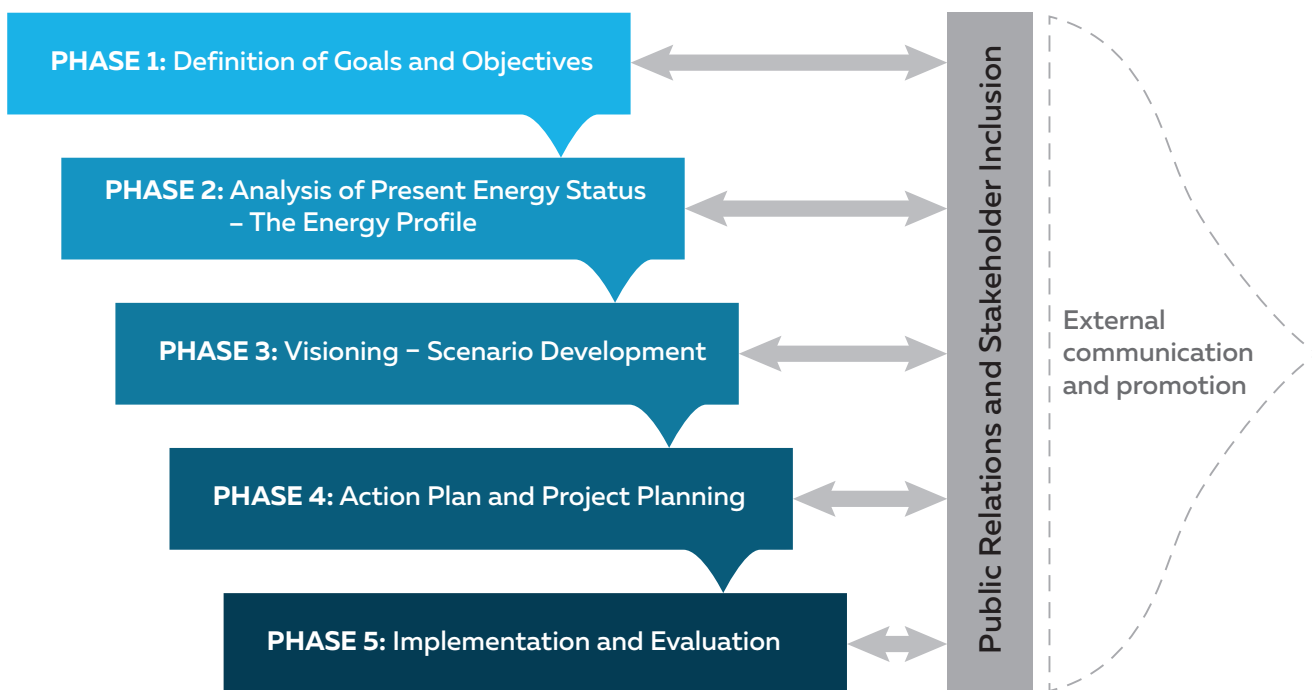 PHASE 1: Definition of Goals and Objectives
PHASE 2: Analysis of Present Energy Status
– The Energy Profile
PHASE 3: Visioning – Scenario Development
PHASE 4: Action Plan and Project Planning
PHASE 5: Implementation and Evaluation
Public Relations and Stakeholder Inclusion
External
communication
and promotion